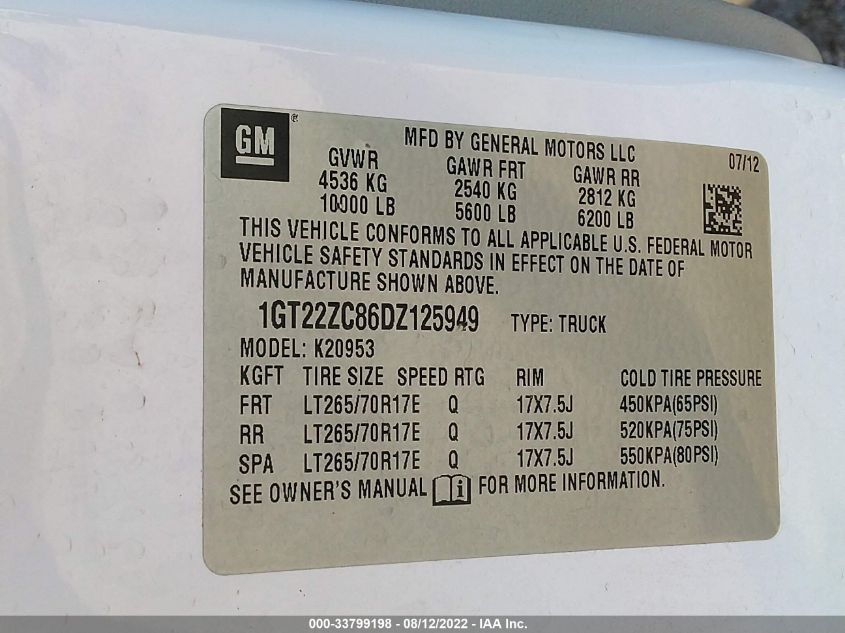 GM®
MFD BY GENERAL MOTORS LLC
07/12
GVWR GAWR FRT GAWR RR
4536 KG 2540 KG 2812 KG
10000 LB 5600 LB 6200 LB
THIS VEHICLE CONFORMS TO ALL APPLICABLE U.S. FEDERAL MOTOR
VEHICLE SAFETY STANDARDS IN EFFECT ON THE DATE OF
MANUFACTURE SHOWN ABOVE.
1GT22ZC86DZ125949 TYPE: TRUCK
MODEL: K20953
KGFT TIRE SIZE SPEED RTG RIM COLD TIRE PRESSURE
FRT LT265/70R17E Q 17X7.5J 450KPA(65PSI)
RR LT265/70R17E Q 17X7.5J 520KPA(75PSI)
SPA LT265/70R17E Q 17X7.5J 550KPA(80PSI)
SEE OWNER'S MANUAL i FOR MORE INFORMATION.
000-33799198 - 08/12/2022 - IAA Inc.